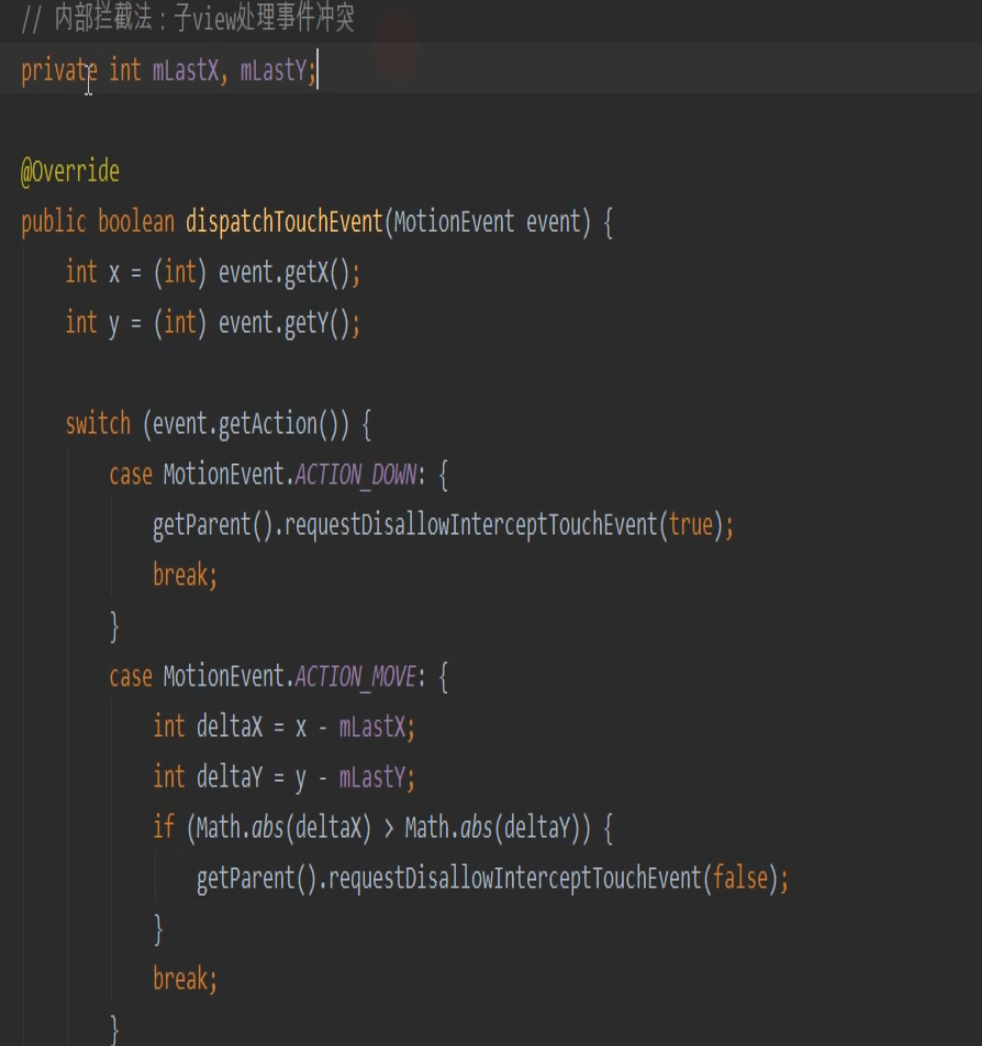 // 内部拦截法：子view处理事件冲突
private int mLastX, mLastY;
@Override
public boolean dispatchTouchEvent(MotionEvent event) {
int x = (int) event.getX();
int y = (int) event.getY();
switch (event.getAction()) {
case MotionEvent.ACTION_DOWN: {
getParent().requestDisallowInterceptTouchEvent(true);
break;
}
case MotionEvent.ACTION_MOVE: {
int deltaX = x - mLastX;
int deltaY = y - mLastY;
if (Math.abs(deltaX) > Math.abs(deltaY)) {
getParent().requestDisallowInterceptTouchEvent(false);
}
break;
}